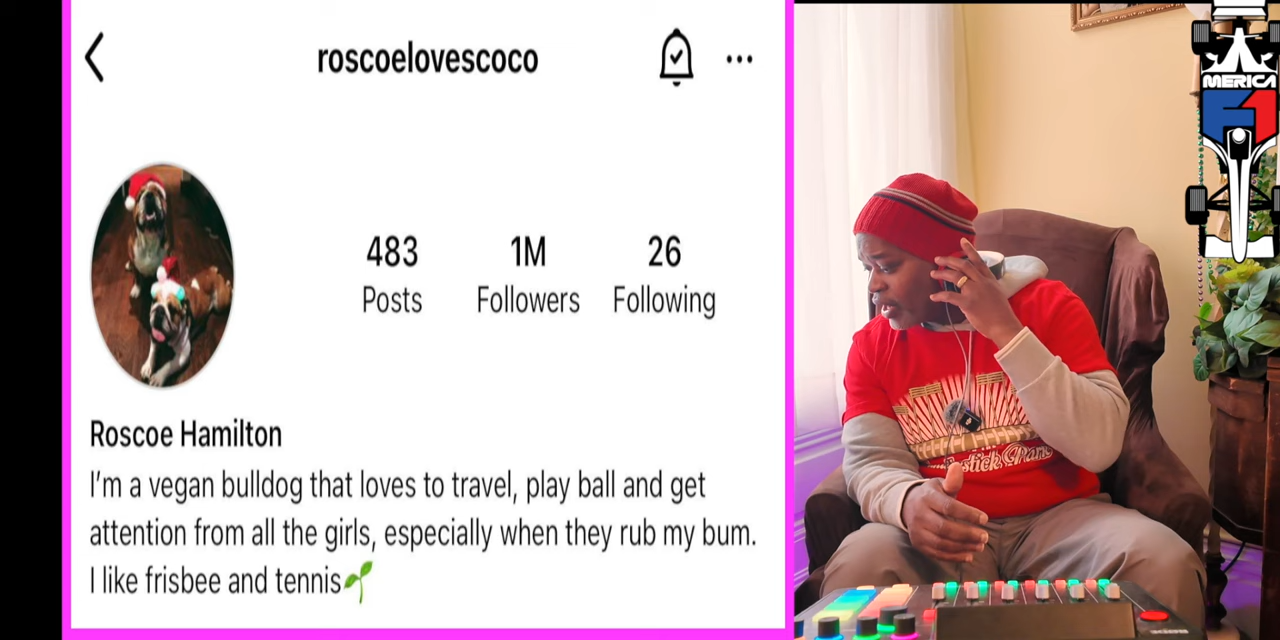 roscoelovescoco
483
Posts
1M
Followers
26
Following
Roscoe Hamilton
I'm a vegan bulldog that loves to travel, play ball and get
attention from all the girls, especially when they rub my bum.
I like frisbee and tennis🌱
MERICA
F1